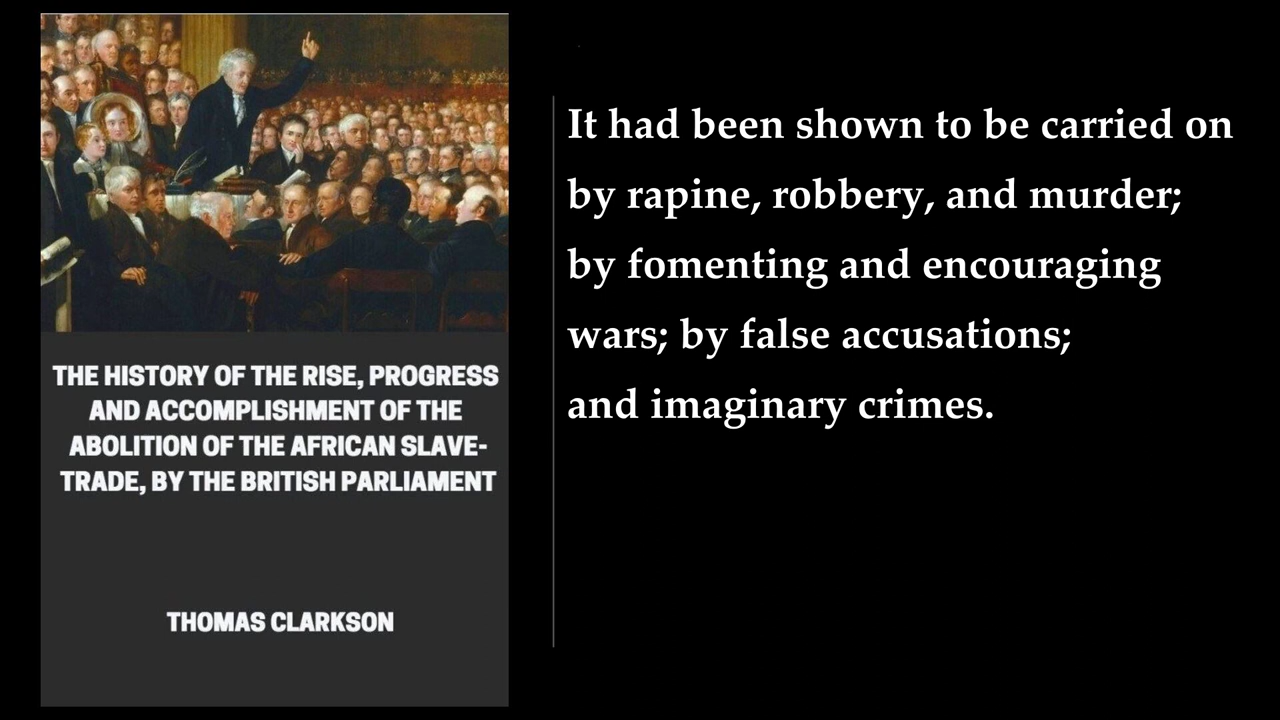 THE HISTORY OF THE RISE, PROGRESS
AND ACCOMPLISHMENT OF THE
ABOLITION OF THE AFRICAN SLAVE-
TRADE, BY THE BRITISH PARLIAMENT
THOMAS CLARKSON
It had been shown to be carried on
by rapine, robbery, and murder;
by fomenting and encouraging
wars; by false accusations;
and imaginary crimes.